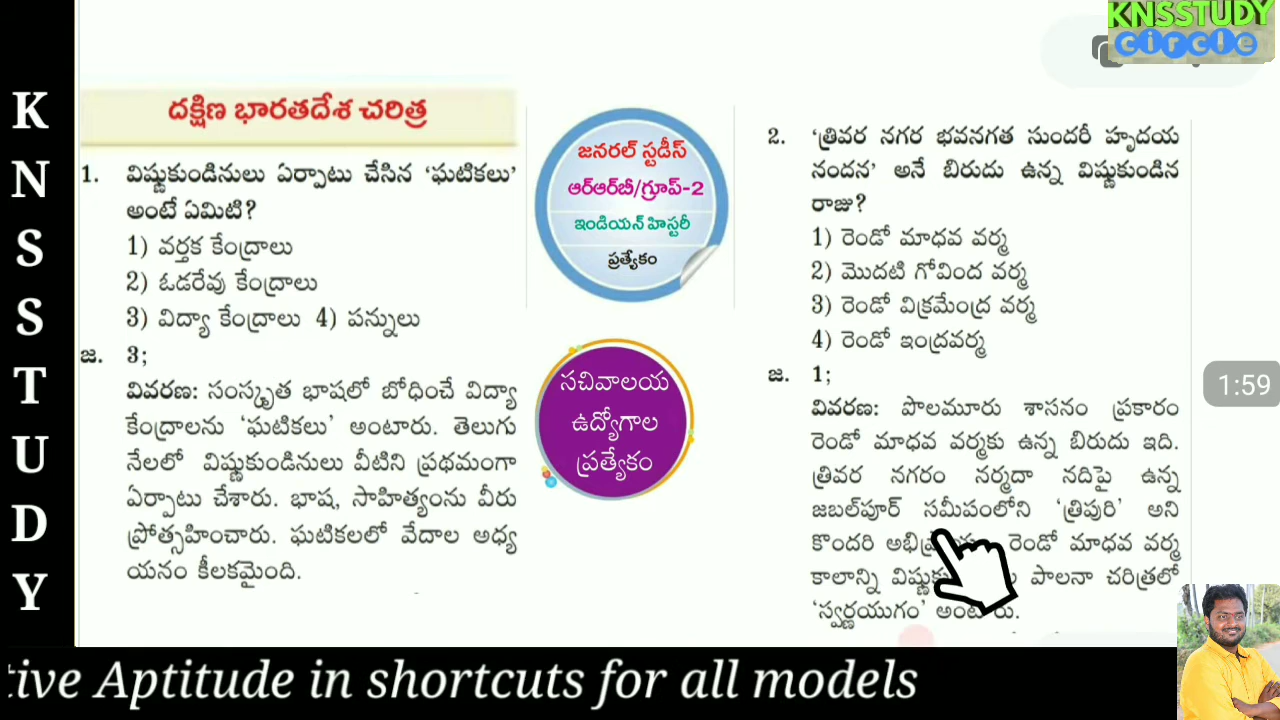 KNSSTUDY
circle
K
N
S
S
T
U
D
Y
దక్షిణ భారతదేశ చరిత్ర
1. విష్ణుకుండినులు ఏర్పాటు చేసిన ‘ఘటికలు’
అంటే ఏమిటి?
1) వర్తక కేంద్రాలు
2) ఓడరేవు కేంద్రాలు
3) విద్యా కేంద్రాలు 4) పన్నులు
జ. 3;
వివరణ: సంస్కృత భాషలో బోధించే విద్యా
కేంద్రాలను ‘ఘటికలు’ అంటారు. తెలుగు
నేలలో విష్ణుకుండినులు వీటిని ప్రథమంగా
ఏర్పాటు చేశారు. భాష, సాహిత్యంను వీరు
ప్రోత్సహించారు. ఘటికలలో వేదాల అధ్య
యనం కీలకమైంది.
జనరల్ స్టడీస్
ఆర్ఆర్‌బీ/గ్రూప్-2
ఇండియన్ హిస్టరీ
ప్రత్యేకం
సచివాలయ
ఉద్యోగాల
ప్రత్యేకం
2. ‘త్రివర నగర భవనగత సుందరీ హృదయ
నందన’ అనే బిరుదు ఉన్న విష్ణుకుండిన
రాజు?
1) రెండో మాధవ వర్మ
2) మొదటి గోవింద వర్మ
3) రెండో విక్రమేంద్ర వర్మ
4) రెండో ఇంద్రవర్మ
జ. 1;
వివరణ: పొలమూరు శాసనం ప్రకారం
రెండో మాధవ వర్మకు ఉన్న బిరుదు ఇది.
త్రివర నగరం నర్మదా నదిపై ఉన్న
జబల్‌పూర్ సమీపంలోని ‘త్రిపురి’ అని
కొందరి రెండో మాధవ వర్మ
కాలాన్ని పాలనా చరిత్రలో
‘స్వర్ణయుగం’ అంటారు.
1:59
tive Aptitude in shortcuts for all models